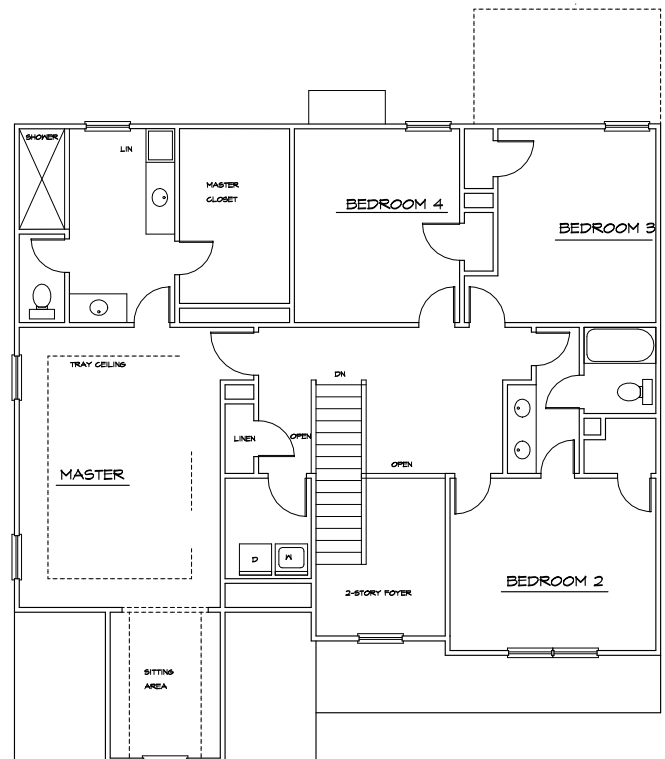 SHOWER
LIN
MASTER
CLOSET
BEDROOM 4
BEDROOM 3
TRAY CEILING
DN
LINEN
OPEN
OPEN
MASTER
D
W
2-STORY FOYER
BEDROOM 2
SITTING
AREA